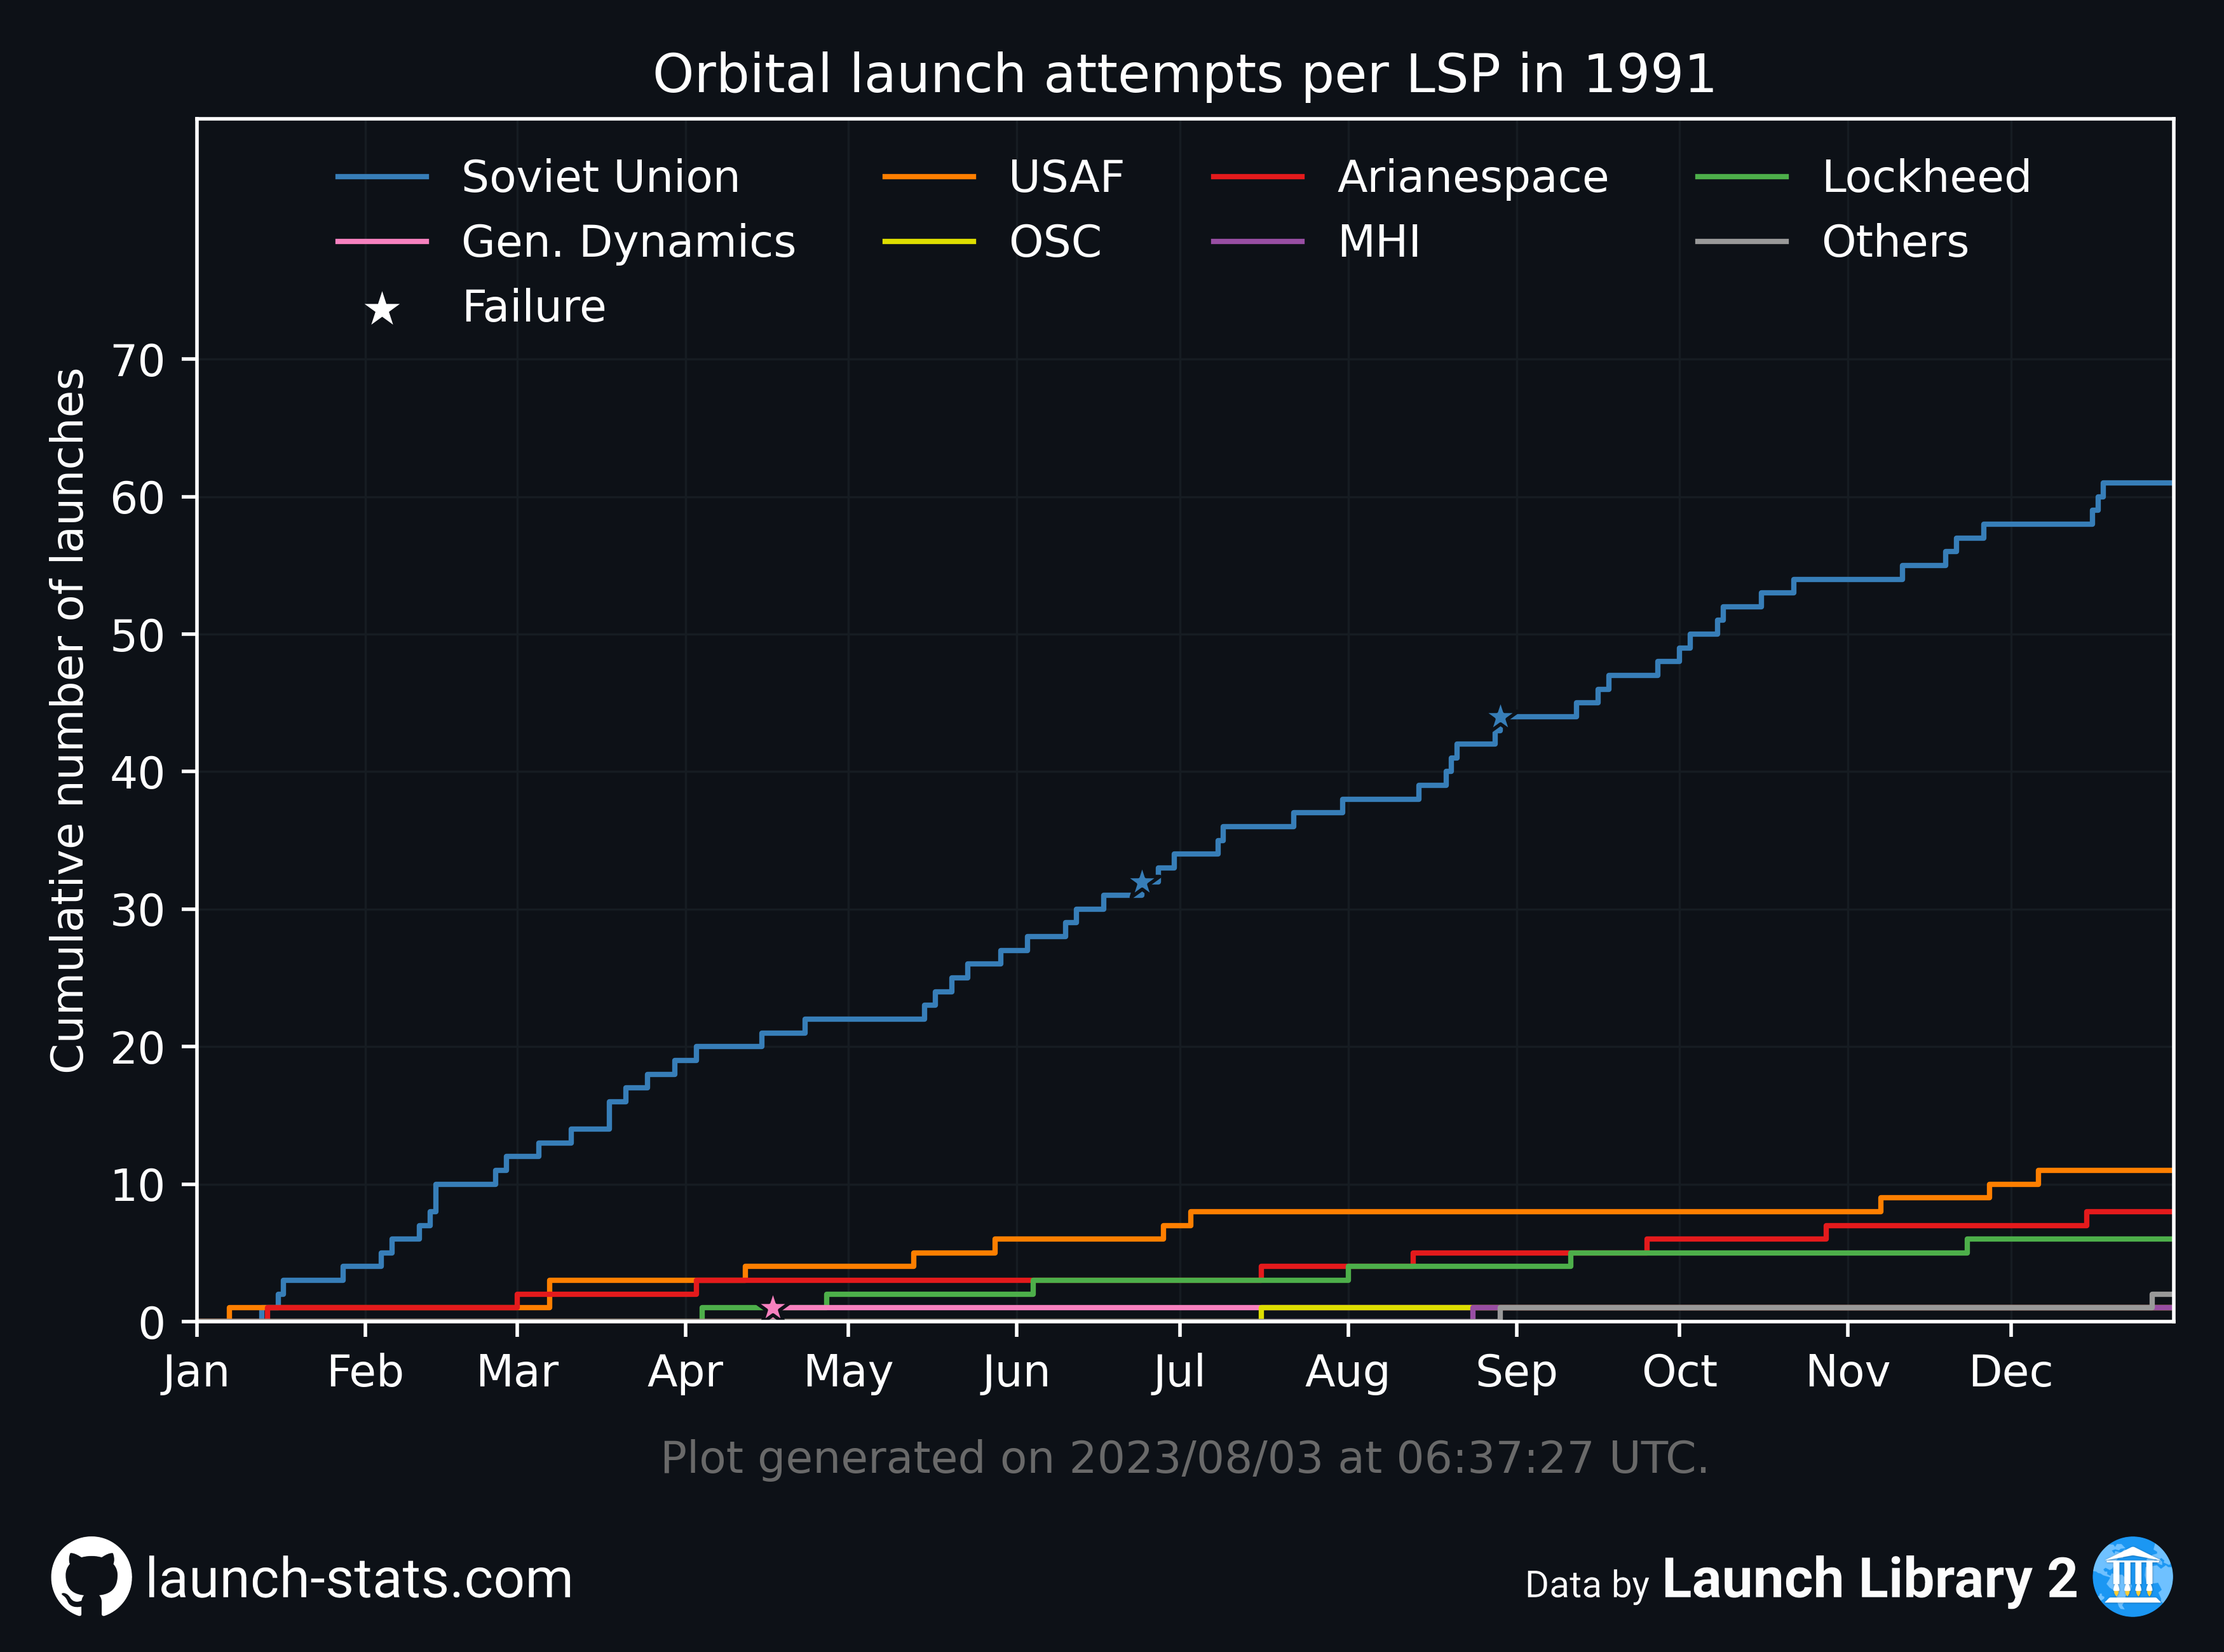 Orbital launch attempts per LSP in 1991
Soviet Union USAF Arianespace Lockheed
Gen. Dynamics OSC MHI Others
Failure
Cumulative number of launches
70
60
50
40
30
20
10
0
Jan Feb Mar Apr May Jun Jul Aug Sep Oct Nov Dec
Plot generated on 2023/08/03 at 06:37:27 UTC.
launch-stats.com
Data by Launch Library 2